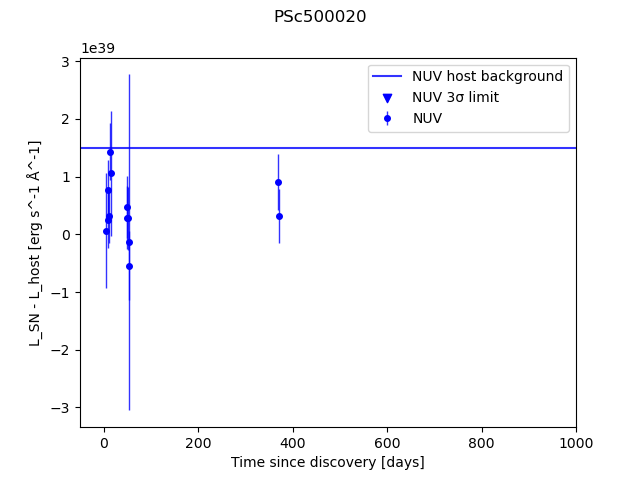 PSc500020
1e39
NUV host background
NUV 3σ limit
NUV
L_SN - L_host [erg s^-1 Å^-1]
3
2
1
0
−1
−2
−3
0 200 400 600 800 1000
Time since discovery [days]